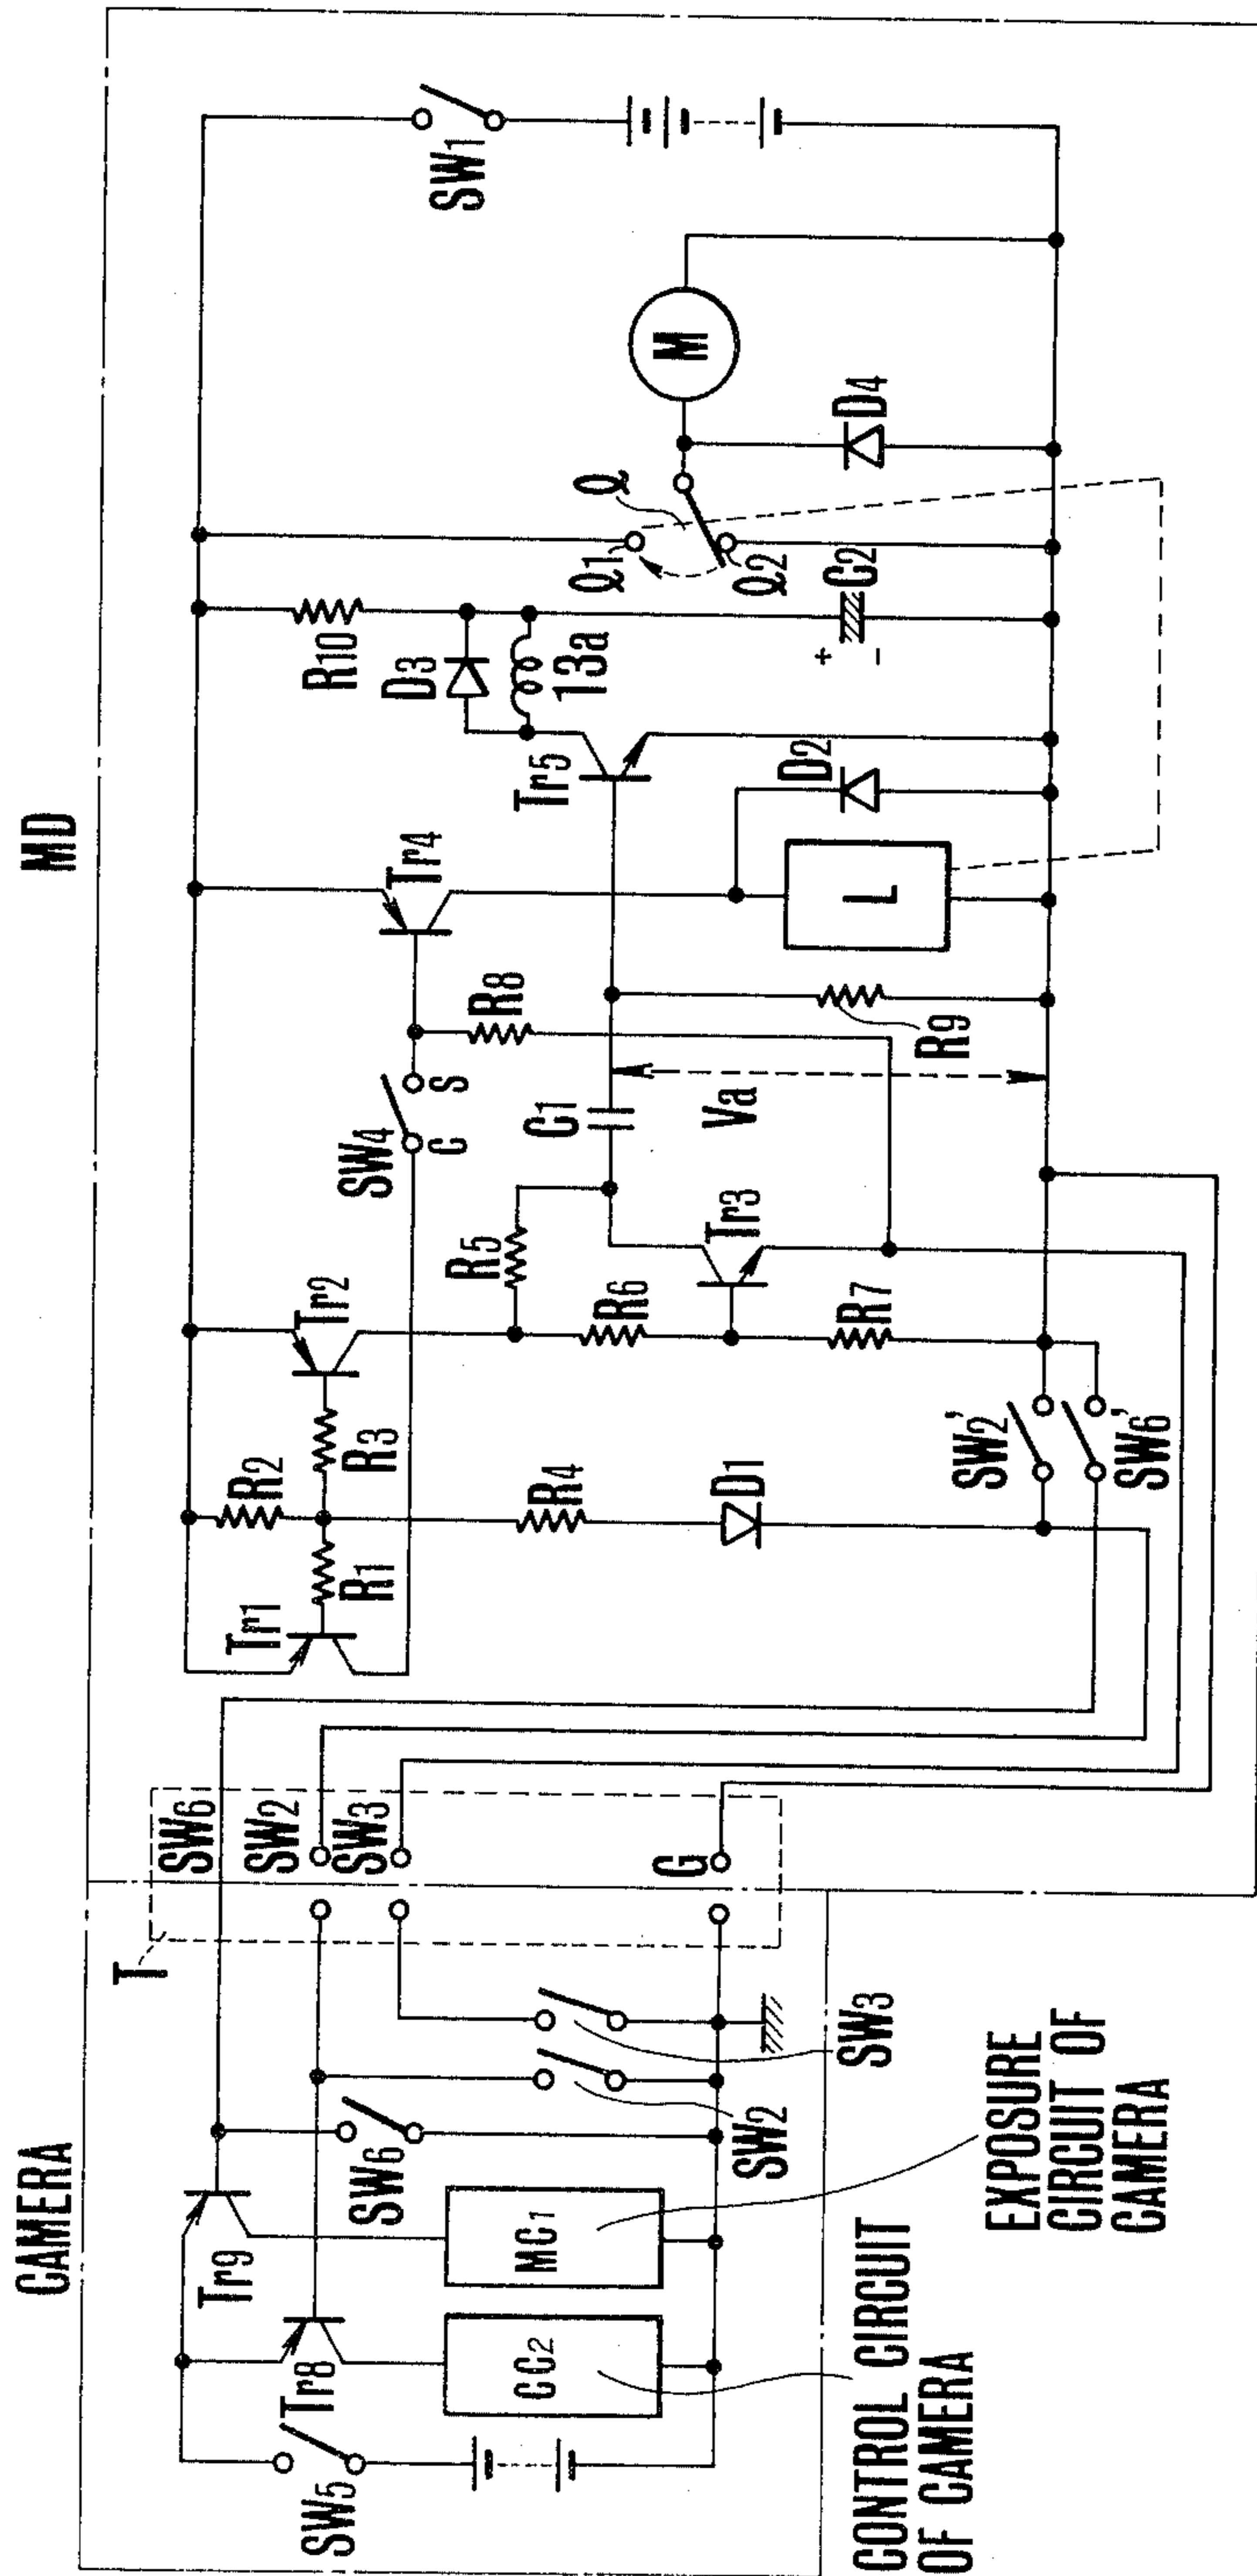 CAMERA
MD
T
SW5
Tr8
Tr9
SW6
CC2
MC1
SW2
SW3
CONTROL CIRCUIT
OF CAMERA
EXPOSURE
CIRCUIT OF
CAMERA
SW6
SW2
SW3
G
Tr1
R1
R2
R3
Tr2
R4
D1
SW2'
SW6'
R5
R6
R7
Tr3
SW4
C
S
C1
Va
R8
R9
Tr4
L
D2
Tr5
13a
D3
R10
+
-
C2
Q1
Q2
Q
D4
M
SW1